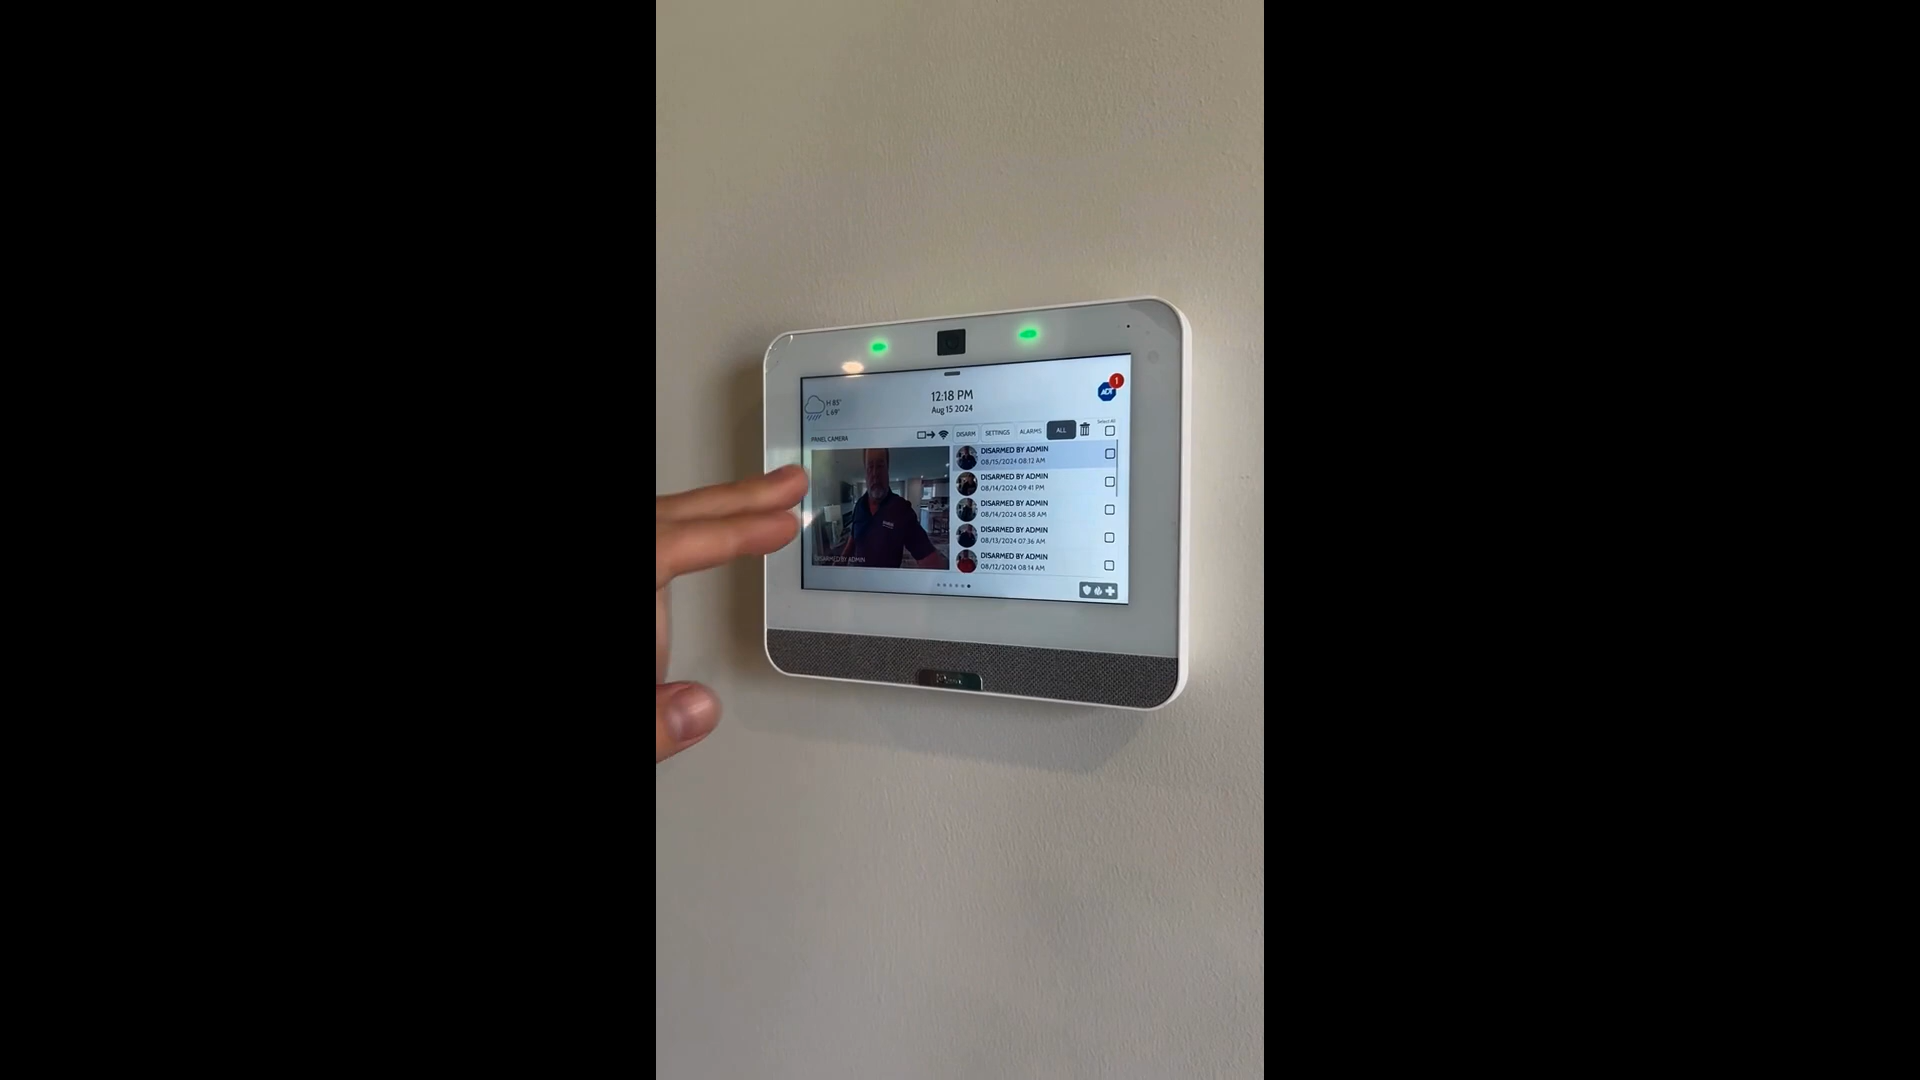 12:18 PM
Aug 15 2024
H 85°
L 69°
ADT
1
PANEL CAMERA
DISARM
SETTINGS
ALARMS
ALL
Select All
DISARMED BY ADMIN
08/15/2024 08:12 AM
DISARMED BY ADMIN
08/14/2024 09:41 PM
DISARMED BY ADMIN
08/14/2024 08:58 AM
DISARMED BY ADMIN
08/13/2024 07:36 AM
DISARMED BY ADMIN
08/12/2024 08:14 AM
DISARMED BY ADMIN